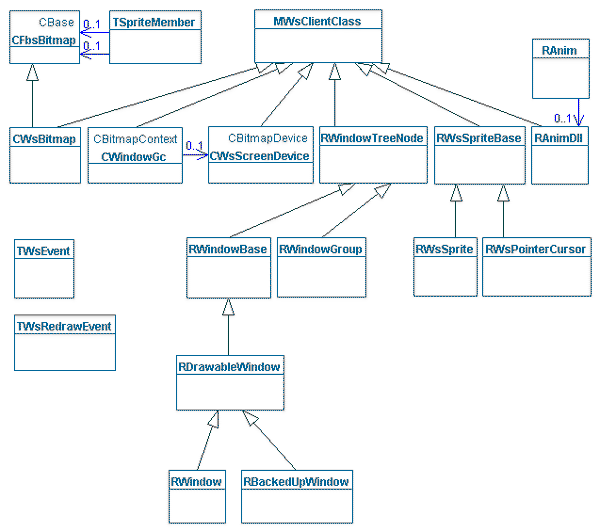 CBase
CFbsBitmap
0..1
0..1
TSpriteMember
MWsClientClass
RAnim
0..1
CWsBitmap
CBitmapContext
CWindowGc
0..1
CBitmapDevice
CWsScreenDevice
RWindowTreeNode
RWsSpriteBase
RAnimDll
TWsEvent
RWindowBase
RWindowGroup
RWsSprite
RWsPointerCursor
TWsRedrawEvent
RDrawableWindow
RWindow
RBackedUpWindow